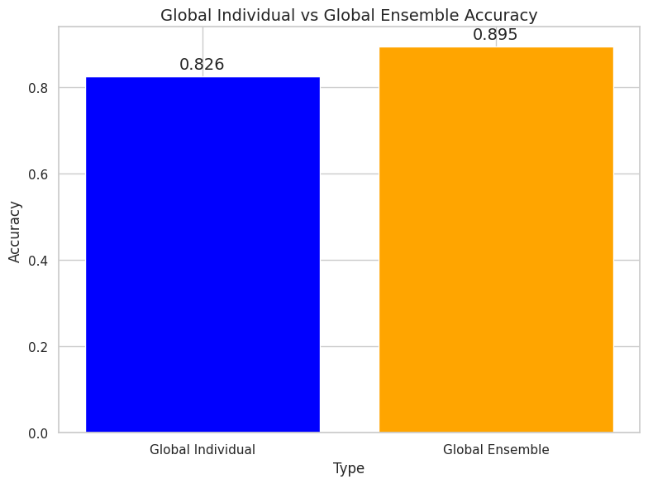 Global Individual vs Global Ensemble Accuracy
0.826
0.895
0.8
0.6
0.4
0.2
0.0
Accuracy
Global Individual
Global Ensemble
Type